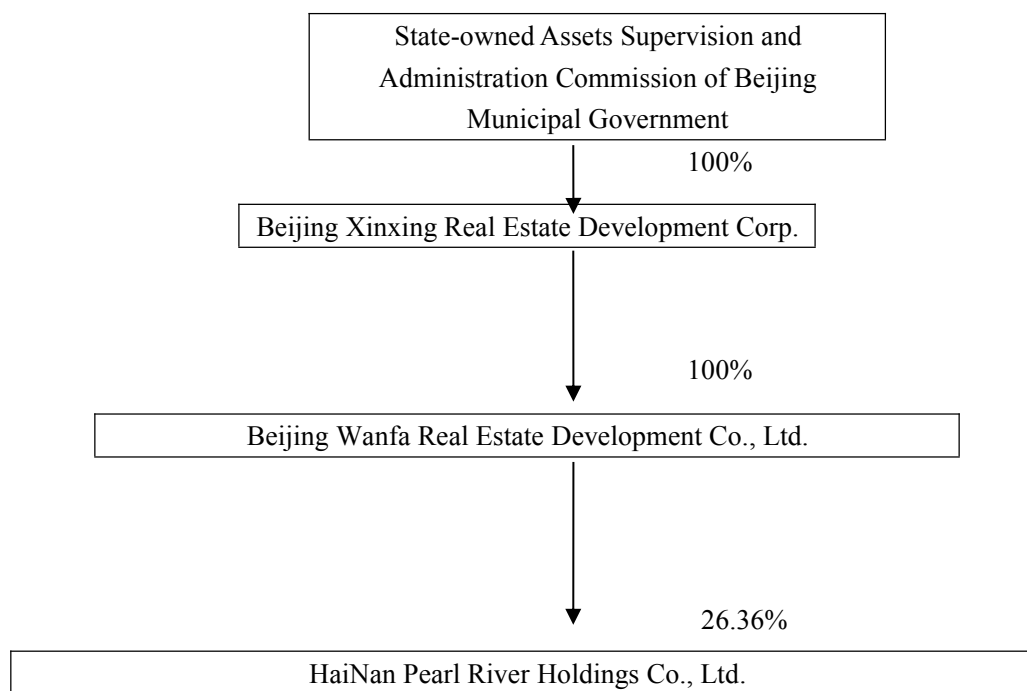 State-owned Assets Supervision and
Administration Commission of Beijing
Municipal Government
100%
Beijing Xinxing Real Estate Development Corp.
100%
Beijing Wanfa Real Estate Development Co., Ltd.
26.36%
HaiNan Pearl River Holdings Co., Ltd.